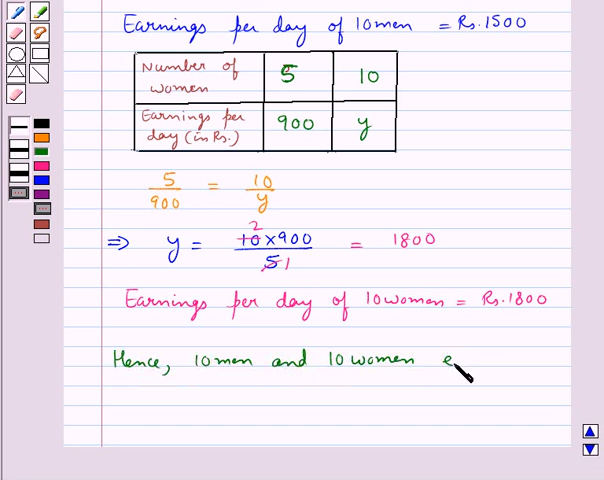 Earnings per day of 10 men = Rs.1500
Number of women 5 10
Earnings per day (in Rs.) 900 y
5/900 = 10/y
⇒ y = 10×900/5 = 1800
2
1
Earnings per day of 10 women = Rs.1800
Hence, 10 men and 10 women e